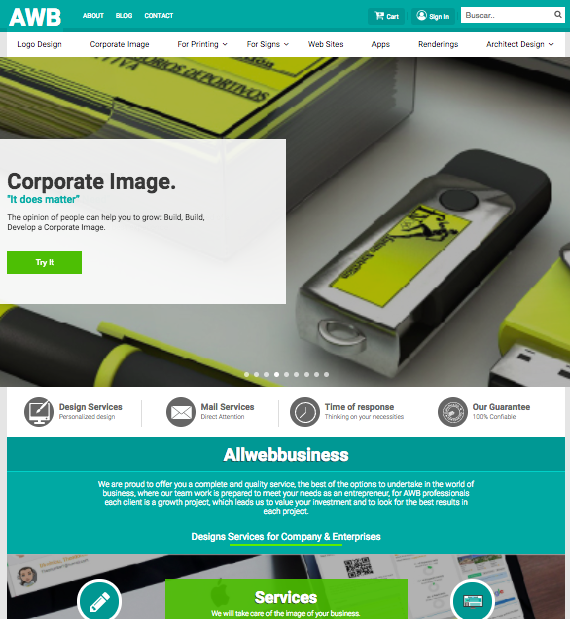 AWB
ABOUT
BLOG
CONTACT
Cart
Sign In
Buscar..
Logo Design
Corporate Image
For Printing
For Signs
Web Sites
Apps
Renderings
Architect Design
Corporate Image.
"It does matter"
The opinion of people can help you to grow: Build, Build,
Develop a Corporate Image.
Try It
Design Services
Personalized design
Mail Services
Direct Attention
Time of response
Thinking on your necessities
Our Guarantee
100% Confiable
Allwebbusiness
We are proud to offer you a complete and quality service, the best of the options to undertake in the world of
business, where our team work is prepared to meet your needs as an entrepreneur, for AWB professionals
each client is a growth project, which leads us to value your investment and to look for the best results in
each project.
Designs Services for Company & Enterprises
Services
We will take care of the image of your business.